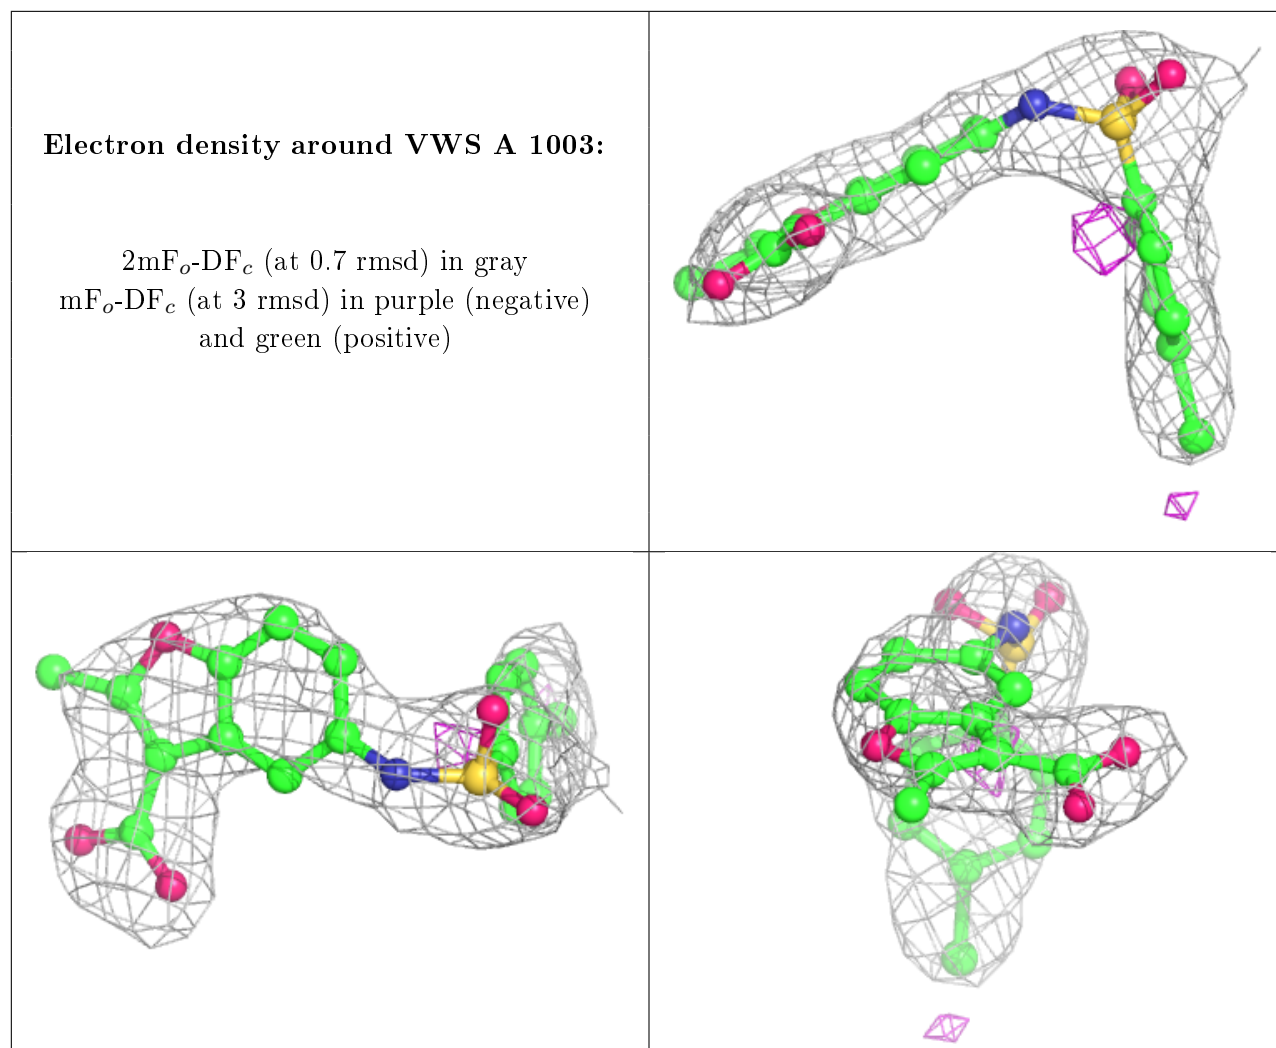 Electron density around VWS A 1003:
2mFo-DFc (at 0.7 rmsd) in gray
mFo-DFc (at 3 rmsd) in purple (negative)
and green (positive)